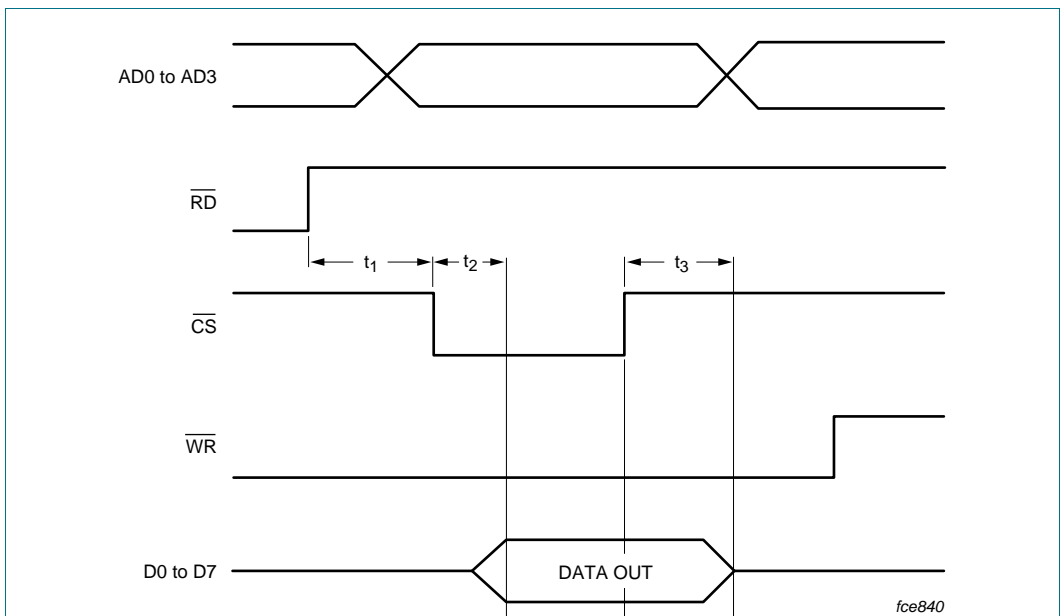 AD0 to AD3
RD
t1 t2 t3
CS
WR
D0 to D7 DATA OUT
fce840